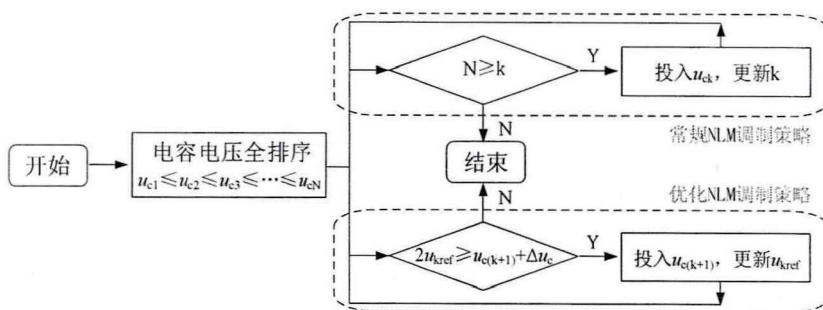 N≥k
Y
投入uck，更新k
N
常规NLM调制策略
开始
电容电压全排序
uc1≤uc2≤uc3≤…≤ucN
结束
优化NLM调制策略
N
2ukref≥uc(k+1)+Δuc
Y
投入uc(k+1)，更新ukref